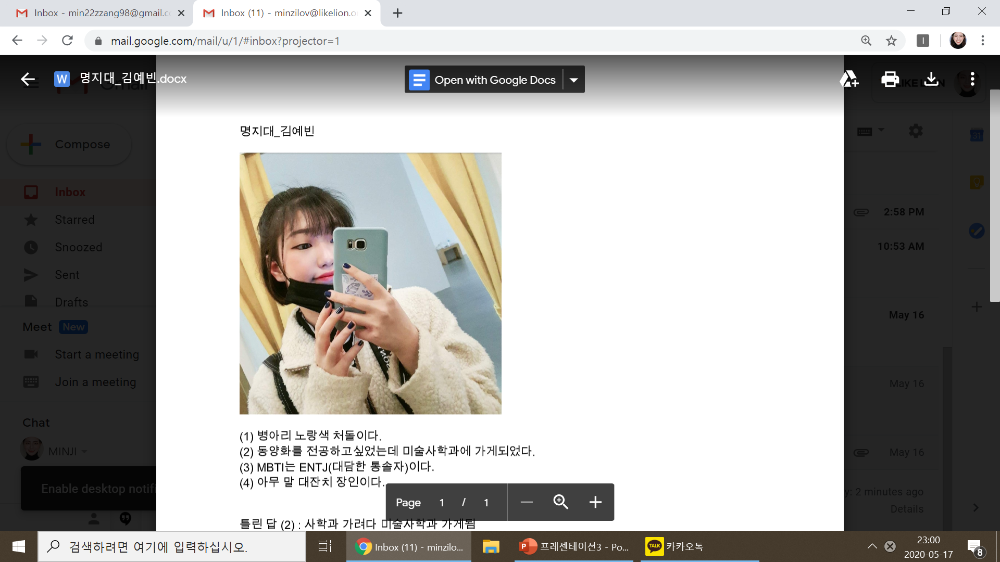 Inbox - min22zzang98@gmail.c
Inbox (11) - minzilov@likelion.o
mail.google.com/mail/u/1/#inbox?projector=1
W
명지대_김예빈.docx
Open with Google Docs
LIKE LION
Gmail
Compose
Inbox
Starred
Snoozed
Sent
Drafts
Meet New
Start a meeting
Join a meeting
Chat
MINJI
Enable desktop notifi
명지대_김예빈
(1) 병아리 노랑색 처돌이다.
(2) 동양화를 전공하고싶었는데 미술사학과에 가게되었다.
(3) MBTI는 ENTJ(대담한 통솔자)이다.
(4) 아무 말 대잔치 장인이다.
틀린 답 (2) : 사학과 가려다 미술사학과 가게됨
Page 1 / 1
31
2:58 PM
10:53 AM
May 16
May 16
May 16
y: 2 minutes ago
Details
검색하려면 여기에 입력하십시오.
Inbox (11) - minzilo...
P
프레젠테이션3 - Po...
TALK
카카오톡
23:00
2020-05-17
8